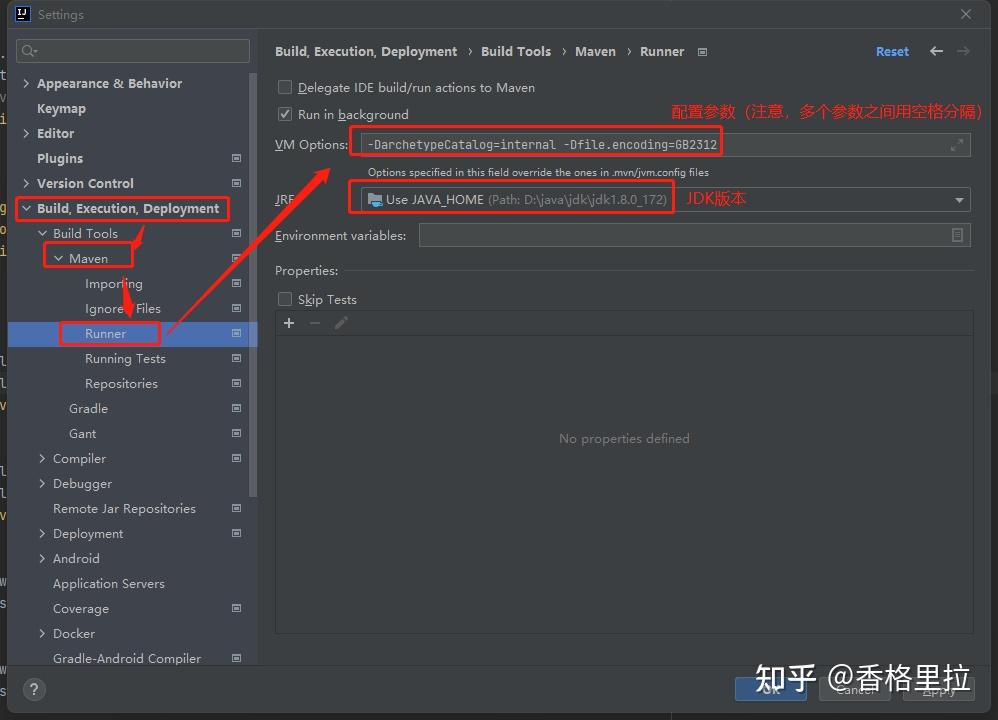 Settings
Build, Execution, Deployment › Build Tools › Maven › Runner
Reset
Appearance & Behavior
Keymap
Editor
Plugins
Version Control
Build, Execution, Deployment
Build Tools
Maven
Importing
Ignored Files
Runner
Running Tests
Repositories
Gradle
Gant
Compiler
Debugger
Remote Jar Repositories
Deployment
Android
Application Servers
Coverage
Docker
Gradle-Android Compiler
Delegate IDE build/run actions to Maven
Run in background
配置参数（注意，多个参数之间用空格分隔）
VM Options: -DarchetypeCatalog=internal -Dfile.encoding=GB2312
Options specified in this field override the ones in .mvn/jvm.config files
JRE Use JAVA_HOME (Path: D:\java\jdk\jdk1.8.0_172) JDK版本
Environment variables:
Properties:
Skip Tests
No properties defined
?
OK Cancel Apply
知乎 @香格里拉